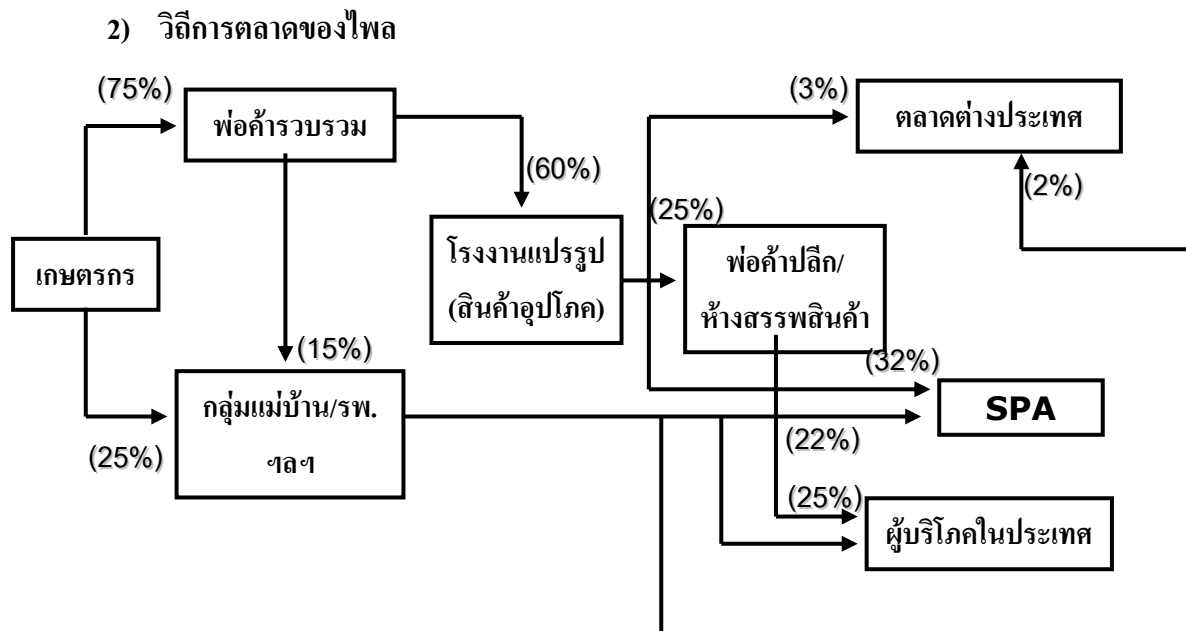 2) วิถีการตลาดของไพล
(75%)
พ่อค้ารวบรวม
(3%)
ตลาดต่างประเทศ
(60%)
(2%)
(25%)
เกษตรกร
โรงงานแปรรูป
(สินค้าอุปโภค)
พ่อค้าปลีก/
ห้างสรรพสินค้า
(15%)
(32%)
กลุ่มแม่บ้าน/รพ.
ฯลฯ
SPA
(25%)
(22%)
(25%)
ผู้บริโภคในประเทศ